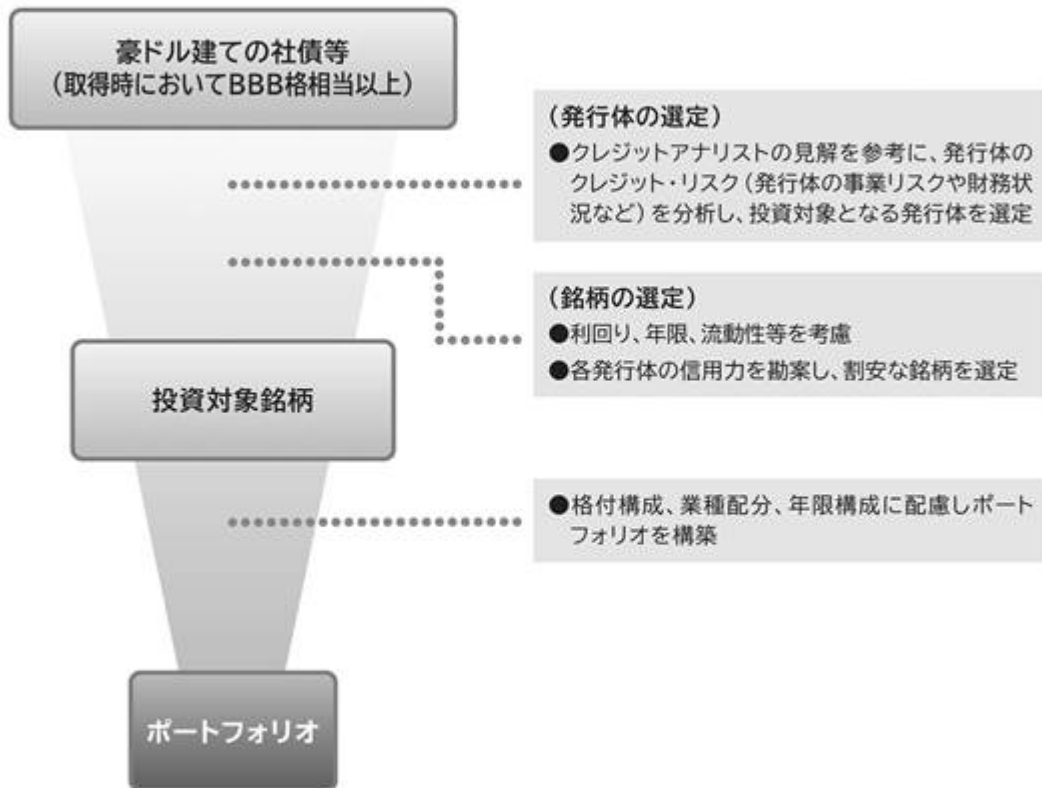 豪ドル建ての社債等
（取得時においてBBB格相当以上）
（発行体の選定）
●クレジットアナリストの見解を参考に、発行体の
クレジット・リスク（発行体の事業リスクや財務状
況など）を分析し、投資対象となる発行体を選定
（銘柄の選定）
●利回り、年限、流動性等を考慮
●各発行体の信用力を勘案し、割安な銘柄を選定
投資対象銘柄
●格付構成、業種配分、年限構成に配慮しポート
フォリオを構築
ポートフォリオ